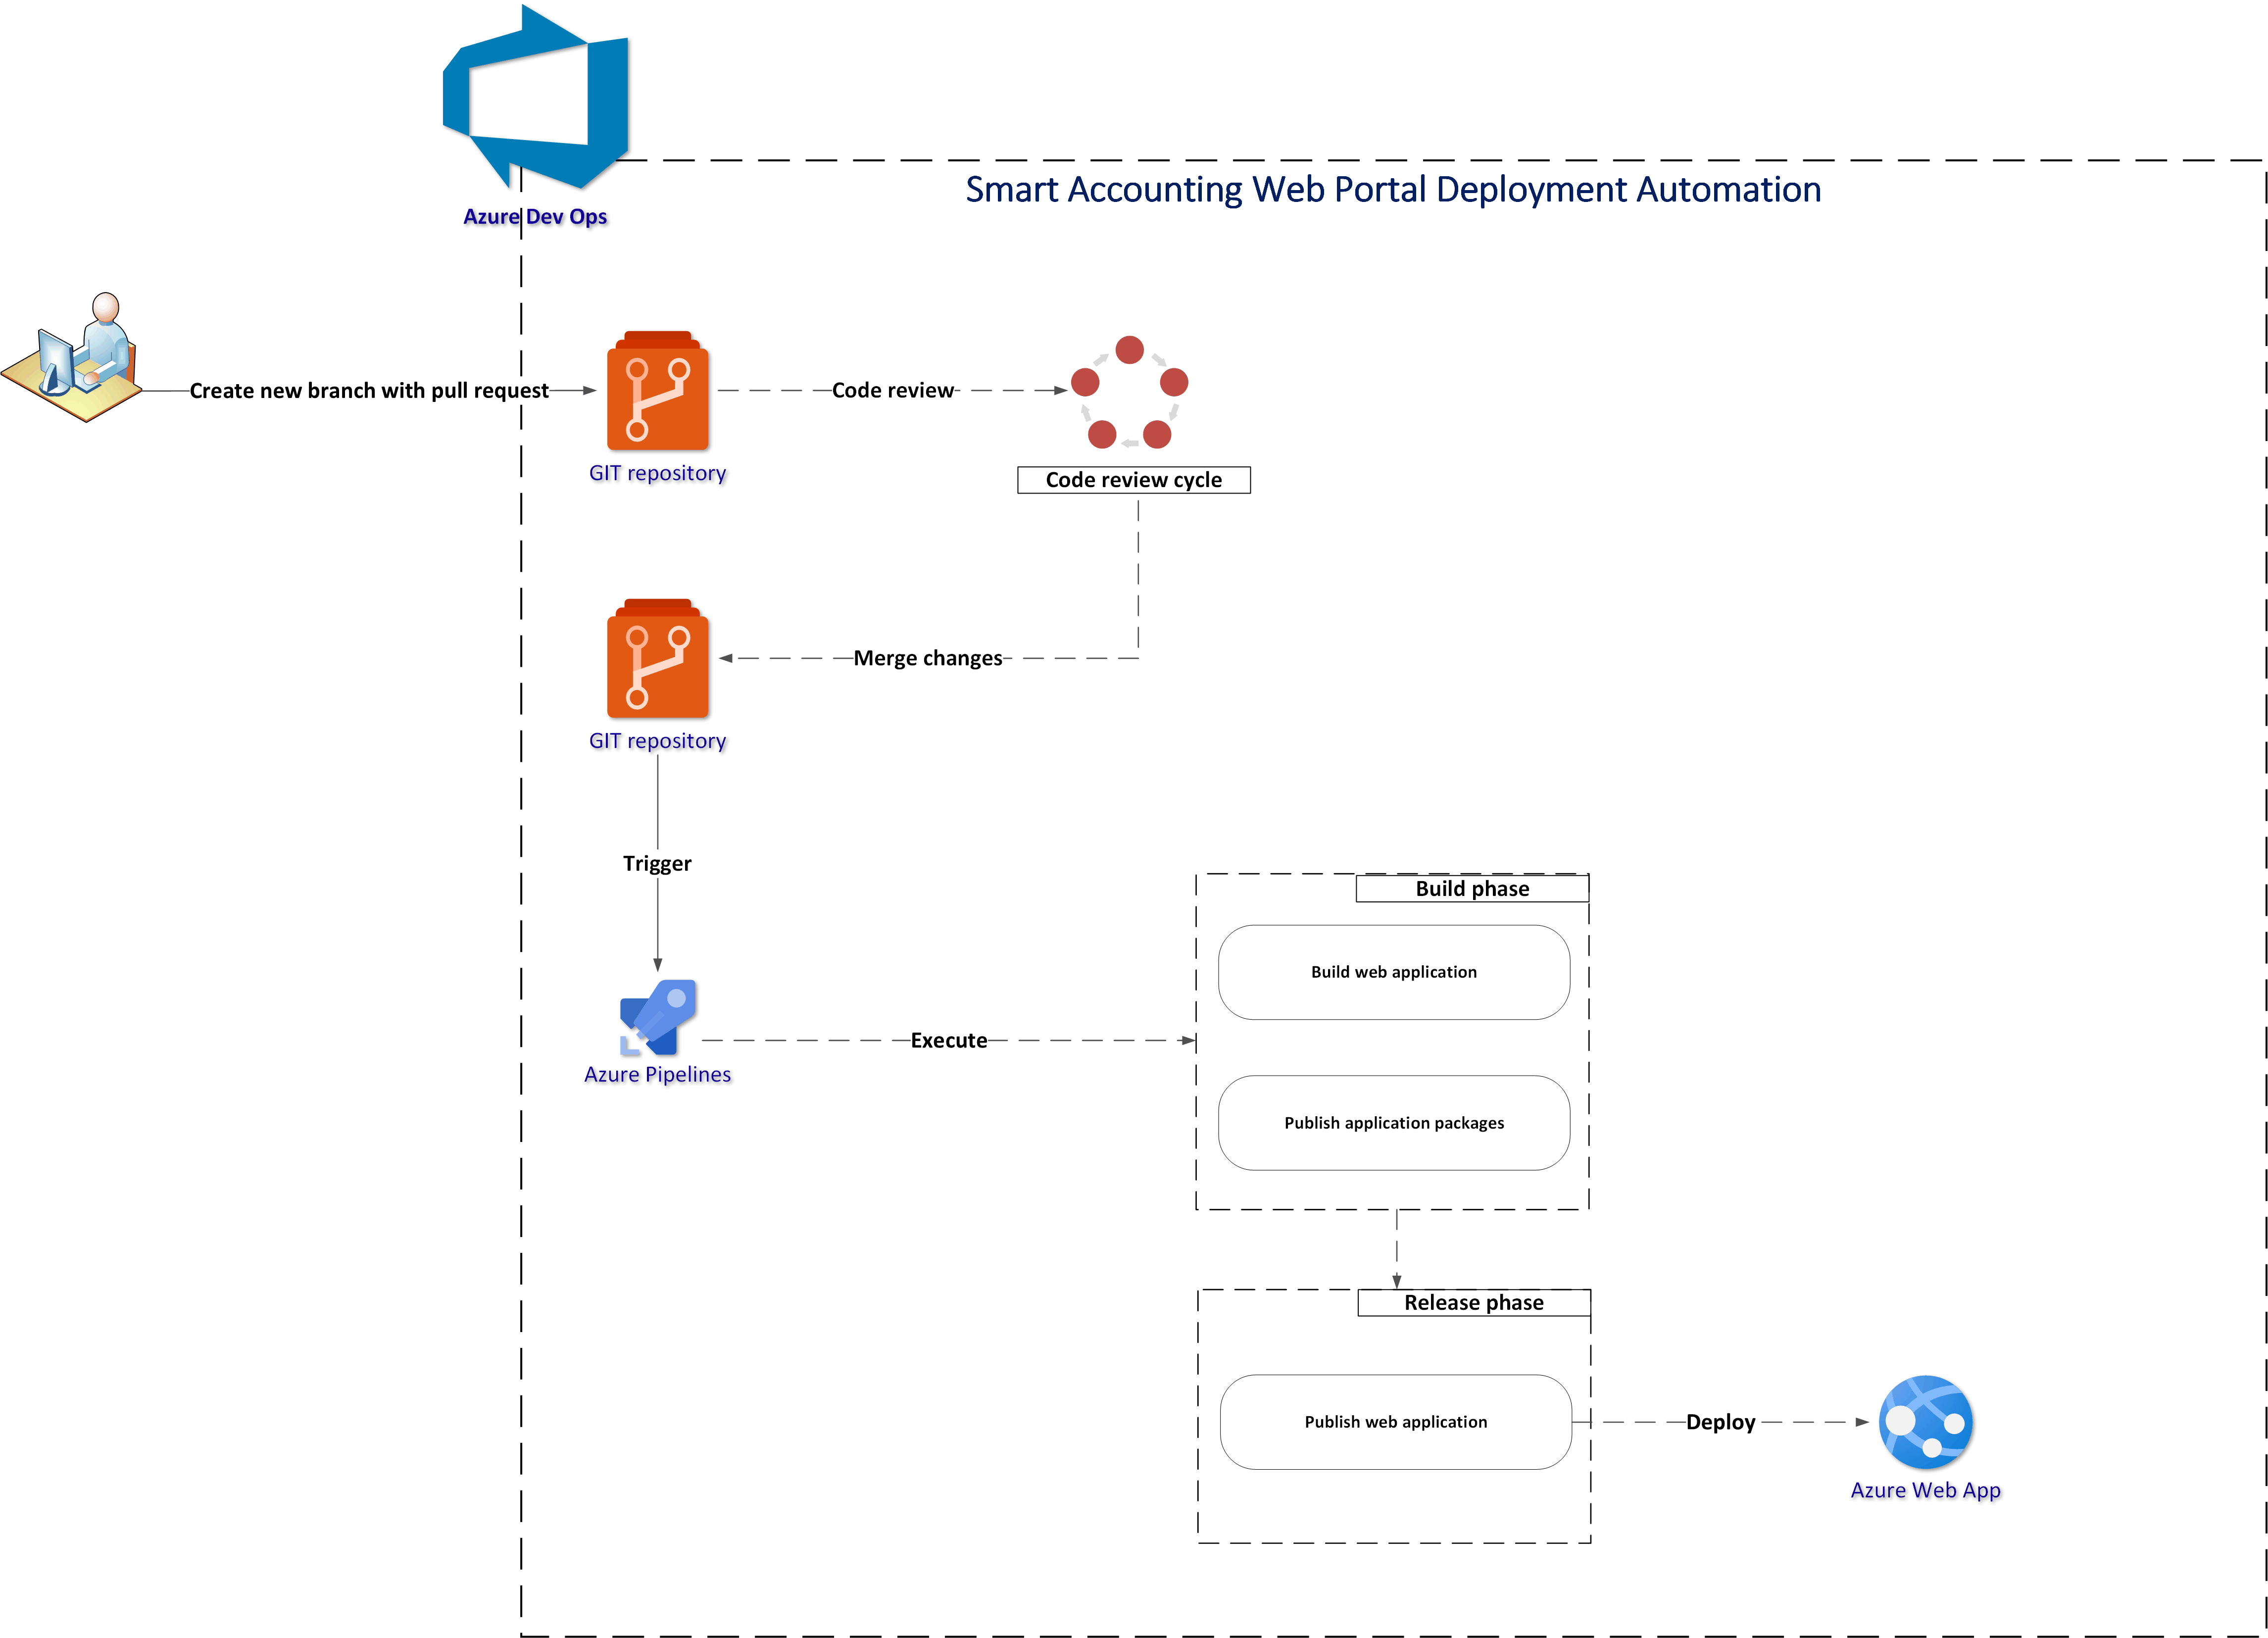 Smart Accounting Web Portal Deployment Automation
Azure Dev Ops
Create new branch with pull request
Code review
GIT repository
Code review cycle
Merge changes
GIT repository
Trigger
Build phase
Build web application
Execute
Azure Pipelines
Publish application packages
Release phase
Publish web application
Deploy
Azure Web App